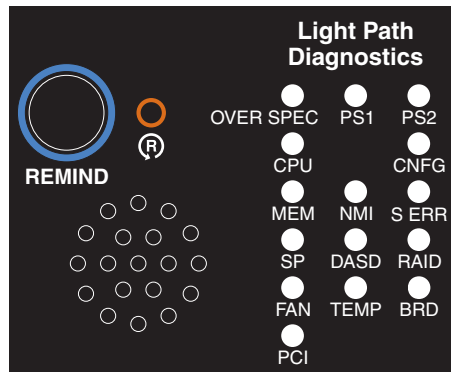 Light Path
Diagnostics
OVER SPEC PS1 PS2
R
CPU CNFG
REMIND
MEM NMI S ERR
SP DASD RAID
FAN TEMP BRD
PCI